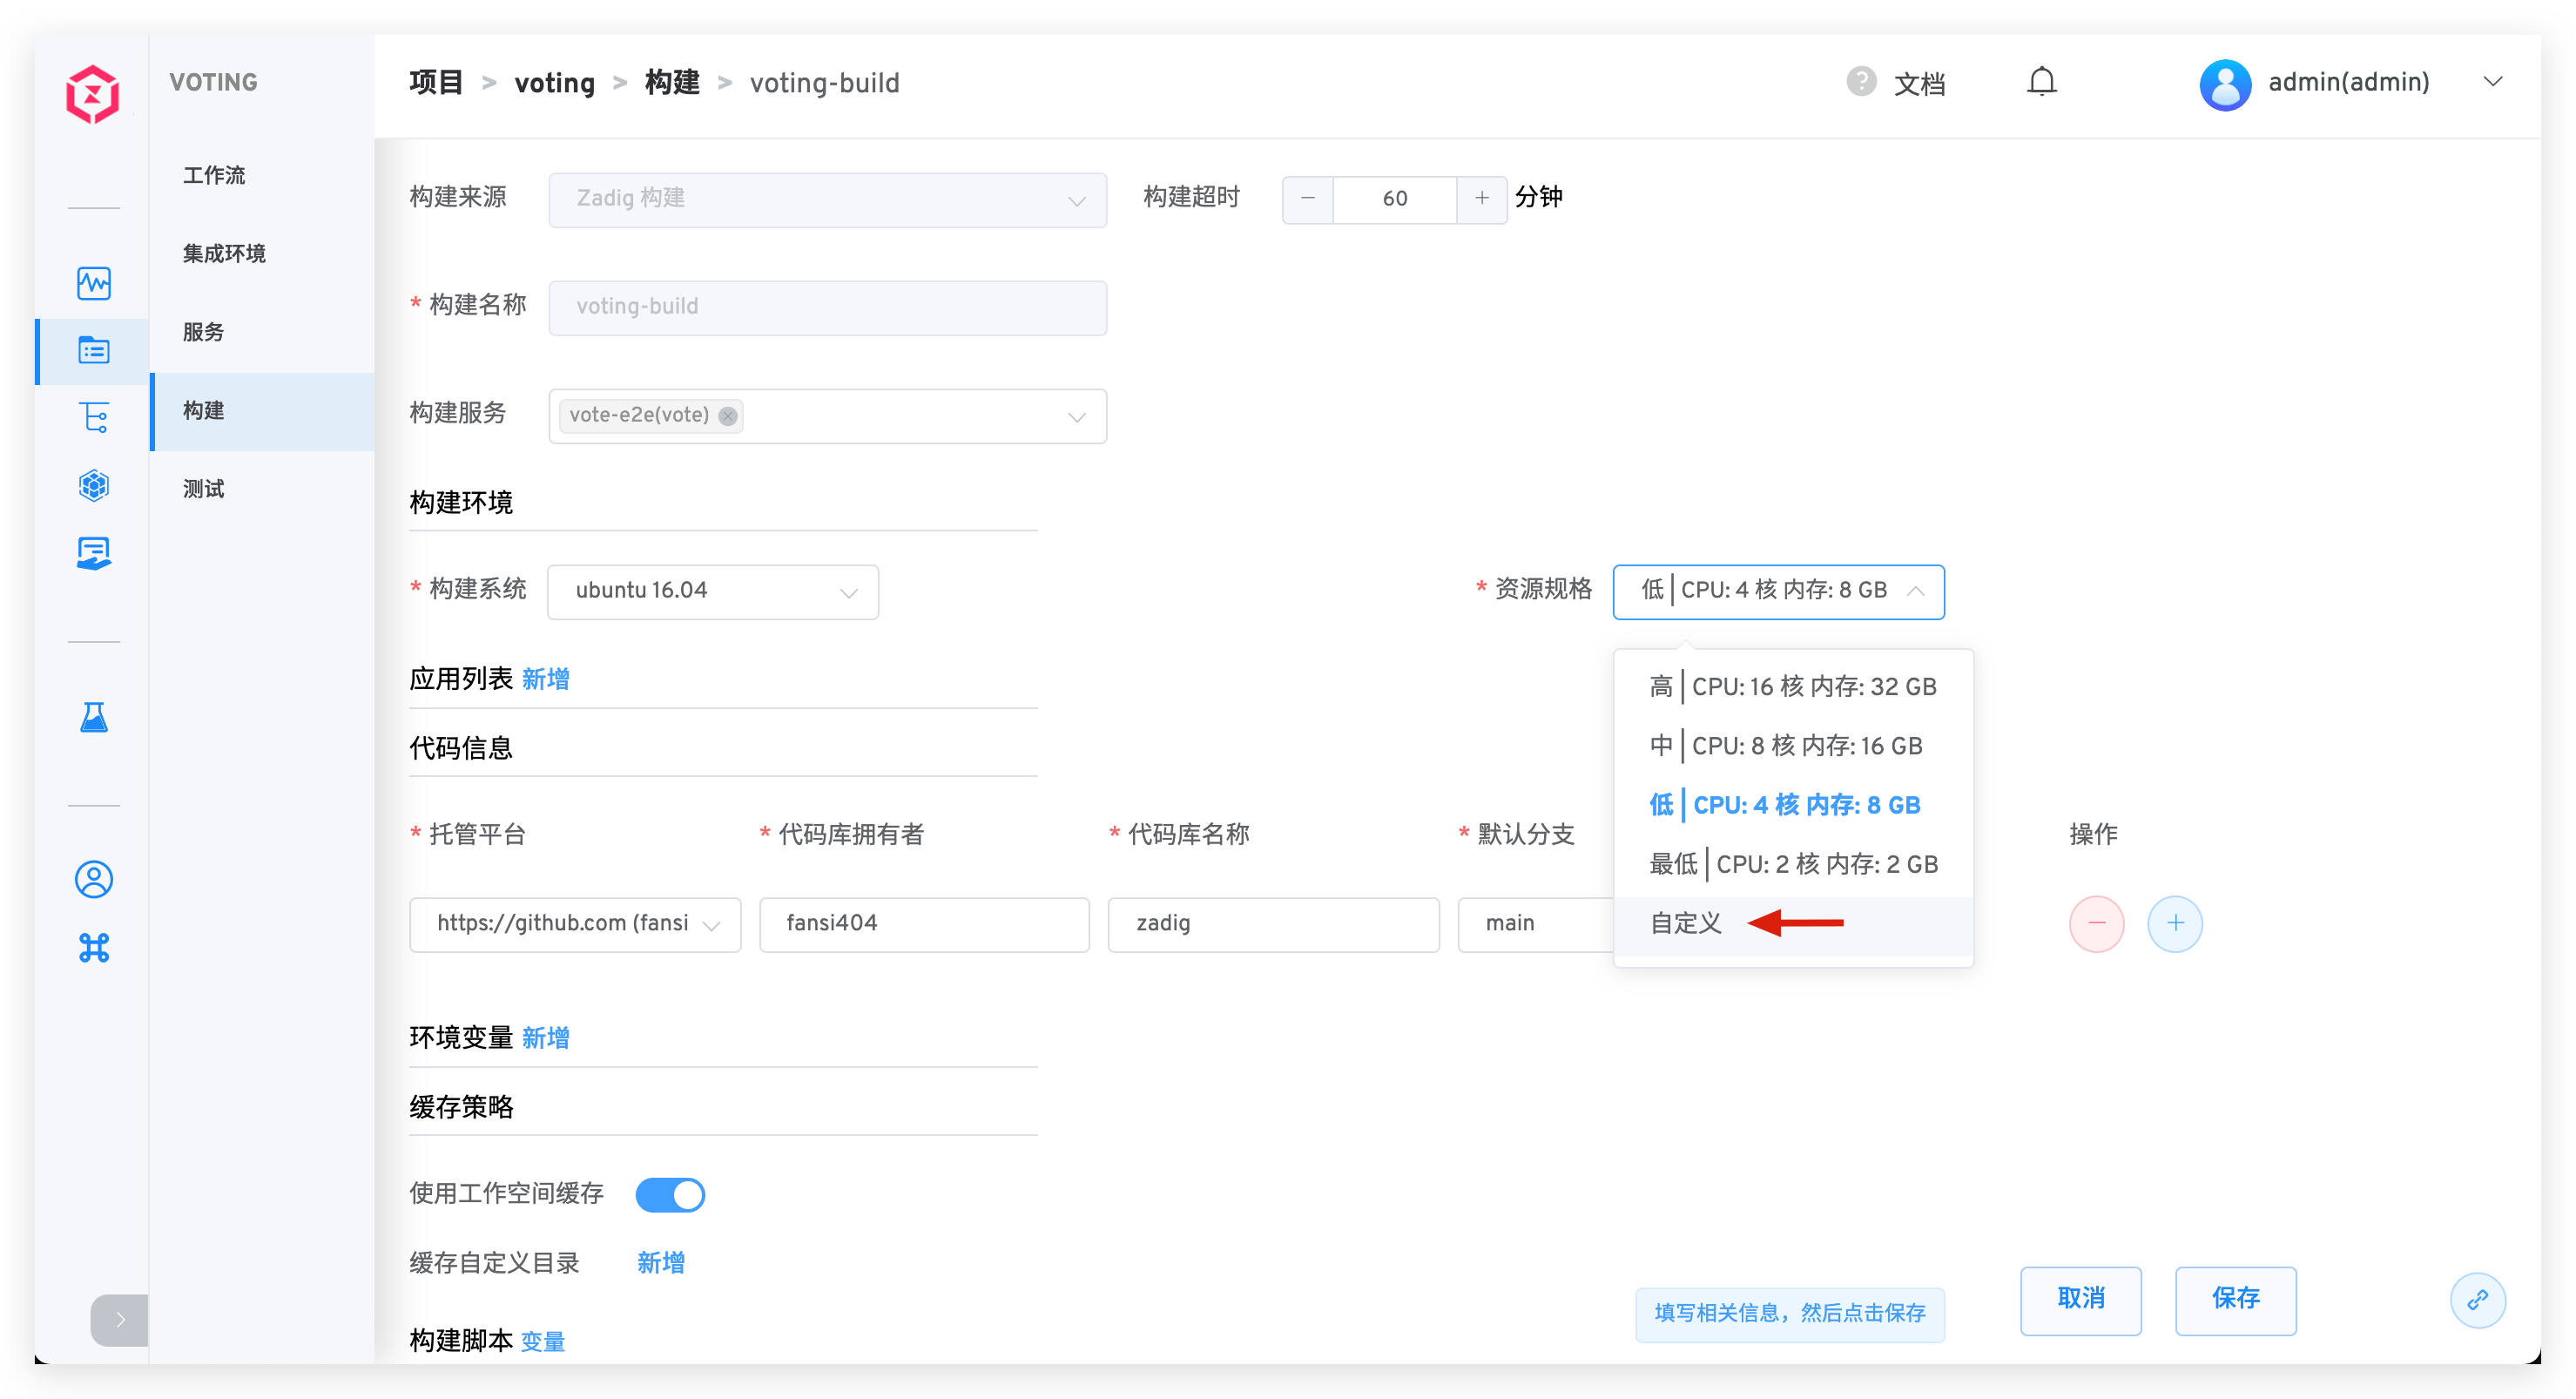 VOTING
项目 > voting > 构建 > voting-build
? 文档
admin(admin)
工作流
集成环境
服务
构建
测试
构建来源 Zadig 构建
构建超时 − 60 + 分钟
* 构建名称 voting-build
构建服务 vote-e2e(vote)
构建环境
* 构建系统 ubuntu 16.04
* 资源规格 低 | CPU: 4 核 内存: 8 GB
高 | CPU: 16 核 内存: 32 GB
中 | CPU: 8 核 内存: 16 GB
低 | CPU: 4 核 内存: 8 GB
最低 | CPU: 2 核 内存: 2 GB
自定义
应用列表 新增
代码信息
* 托管平台 * 代码库拥有者 * 代码库名称 * 默认分支 操作
https://github.com (fansi fansi404 zadig main
环境变量 新增
缓存策略
使用工作空间缓存
缓存自定义目录 新增
构建脚本 变量
填写相关信息，然后点击保存
取消
保存